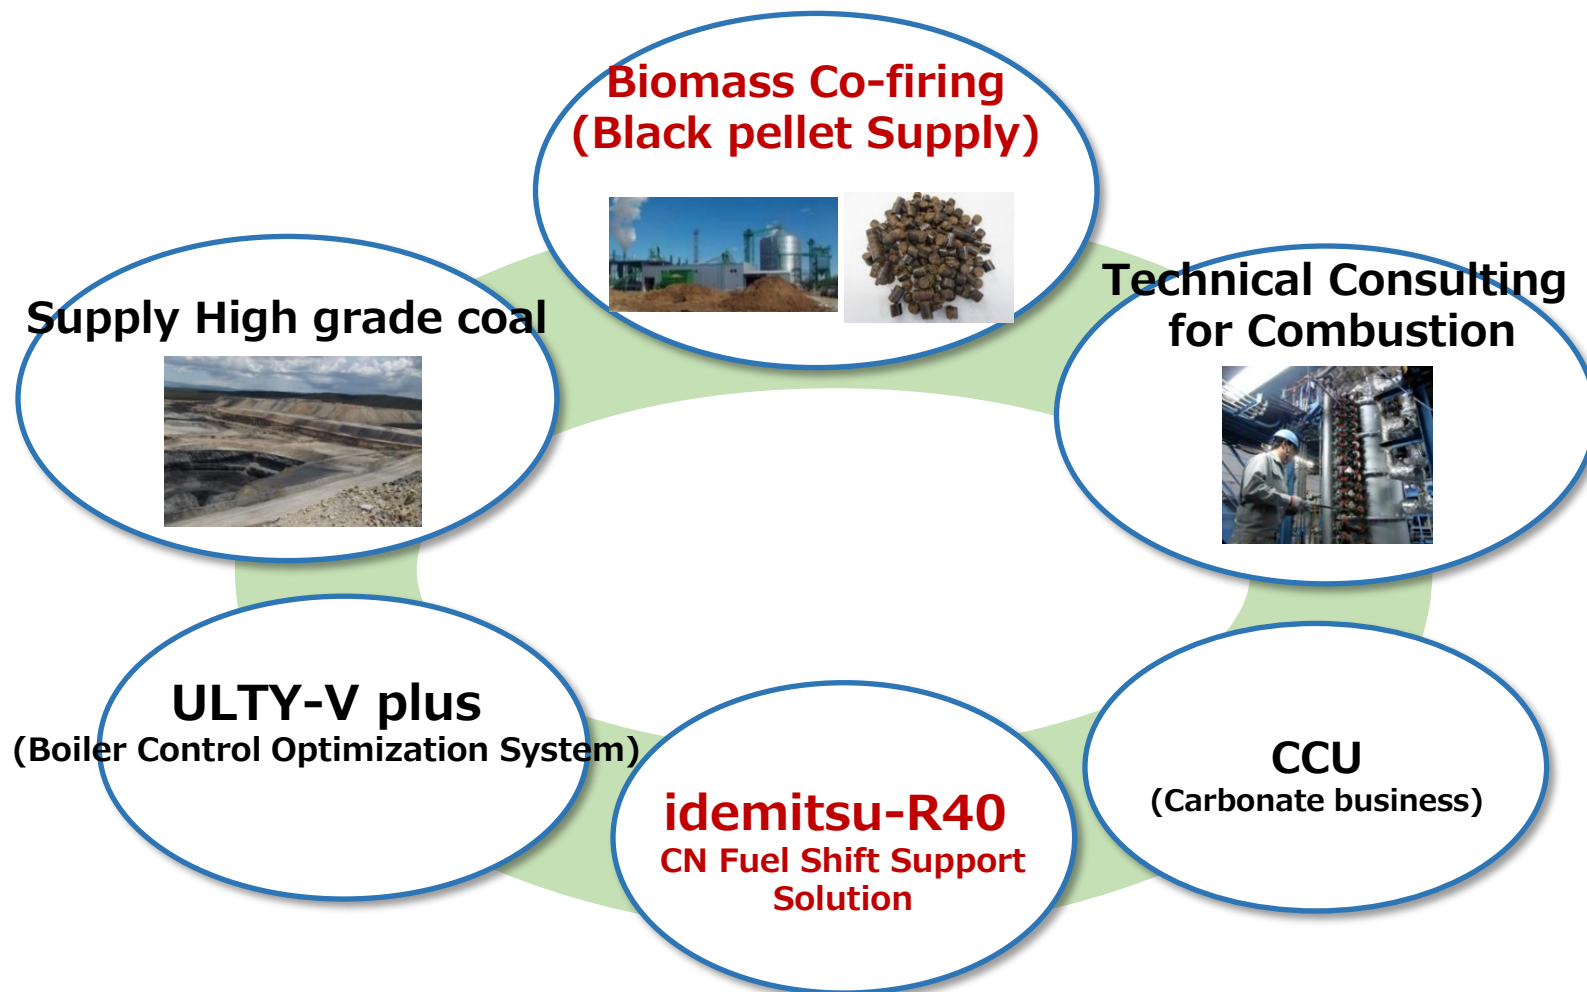 Biomass Co-firing
(Black pellet Supply)
Supply High grade coal
Technical Consulting
for Combustion
ULTY-V plus
(Boiler Control Optimization System)
idemitsu-R40
CN Fuel Shift Support
Solution
CCU
(Carbonate business)